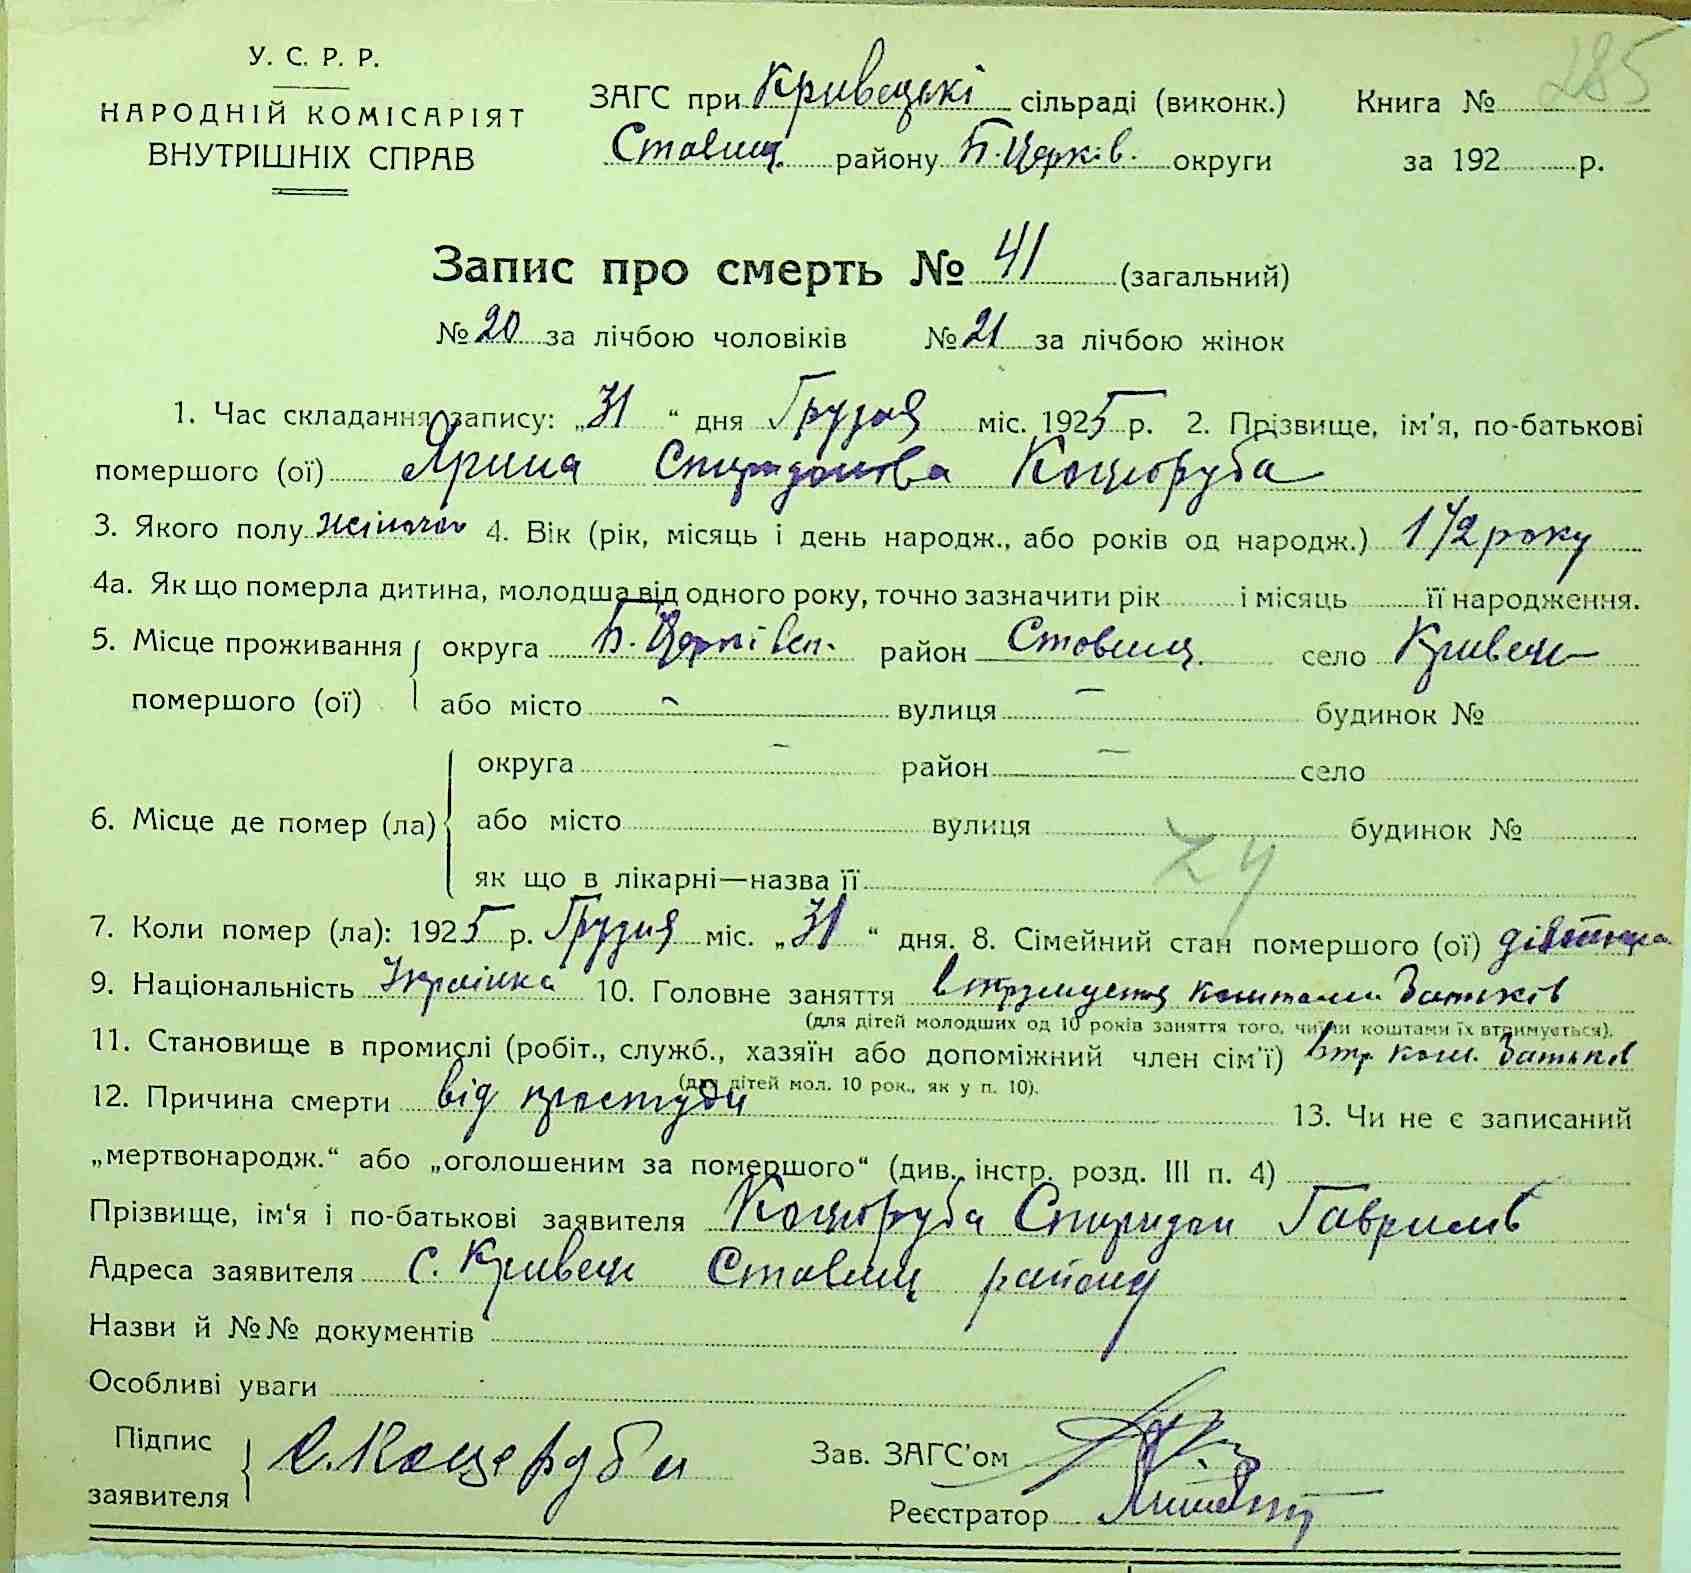 У. С. Р. Р.
НАРОДНІЙ КОМІСАРІЯТ
ВНУТРІШНІХ СПРАВ
ЗАГС при Кривецькі сільраді (виконк.) Книга № 285
Ставищ. району Б. Церків. округи за 192 р.
Запис про смерть № 41 (загальний)
№ 20 за лічбою чоловіків № 21 за лічбою жінок
1. Час складання запису: „31“ дня Грудня міс. 1925 р. 2. Прізвище, ім'я, по-батькові
помершого (ої) Ярина Спиридонова Коцюруба
3. Якого полу жіночо 4. Вік (рік, місяць і день народж., або років од народж.) 1 1/2 року
4а. Як що померла дитина, молодша від одного року, точно зазначити рік і місяць її народження.
5. Місце проживання помершого (ої) округа Б. Церківсп. район Ставищ. село Кривець
або місто – вулиця – будинок №
6. Місце де помер (ла) округа – район – село
або місто вулиця будинок №
як що в лікарні—назва її
7. Коли помер (ла): 1925 р. Грудня міс. „31“ дня. 8. Сімейний стан помершого (ої)
9. Національність Українка 10. Головне заняття втримуется коштами батьків
(для дітей молодших од 10 років заняття того, чиїми коштами їх втримується).
11. Становище в промислі (робіт., служб., хазяїн або допоміжний член сім'ї) втр. кош. батьків
(для дітей мол. 10 рок., як у п. 10).
12. Причина смерти від простуди 13. Чи не є записаний
„мертвонародж.“ або „оголошеним за помершого“ (див. інстр. розд. III п. 4)
Прізвище, ім'я і по-батькові заявителя Коцюруба Спиридон Гаврилів
Адреса заявителя с. Кривець Ставищ району
Назви й №№ документів
Особливі уваги
Підпис заявителя С. Коцеруба
Зав. ЗАГС'ом
Реєстратор